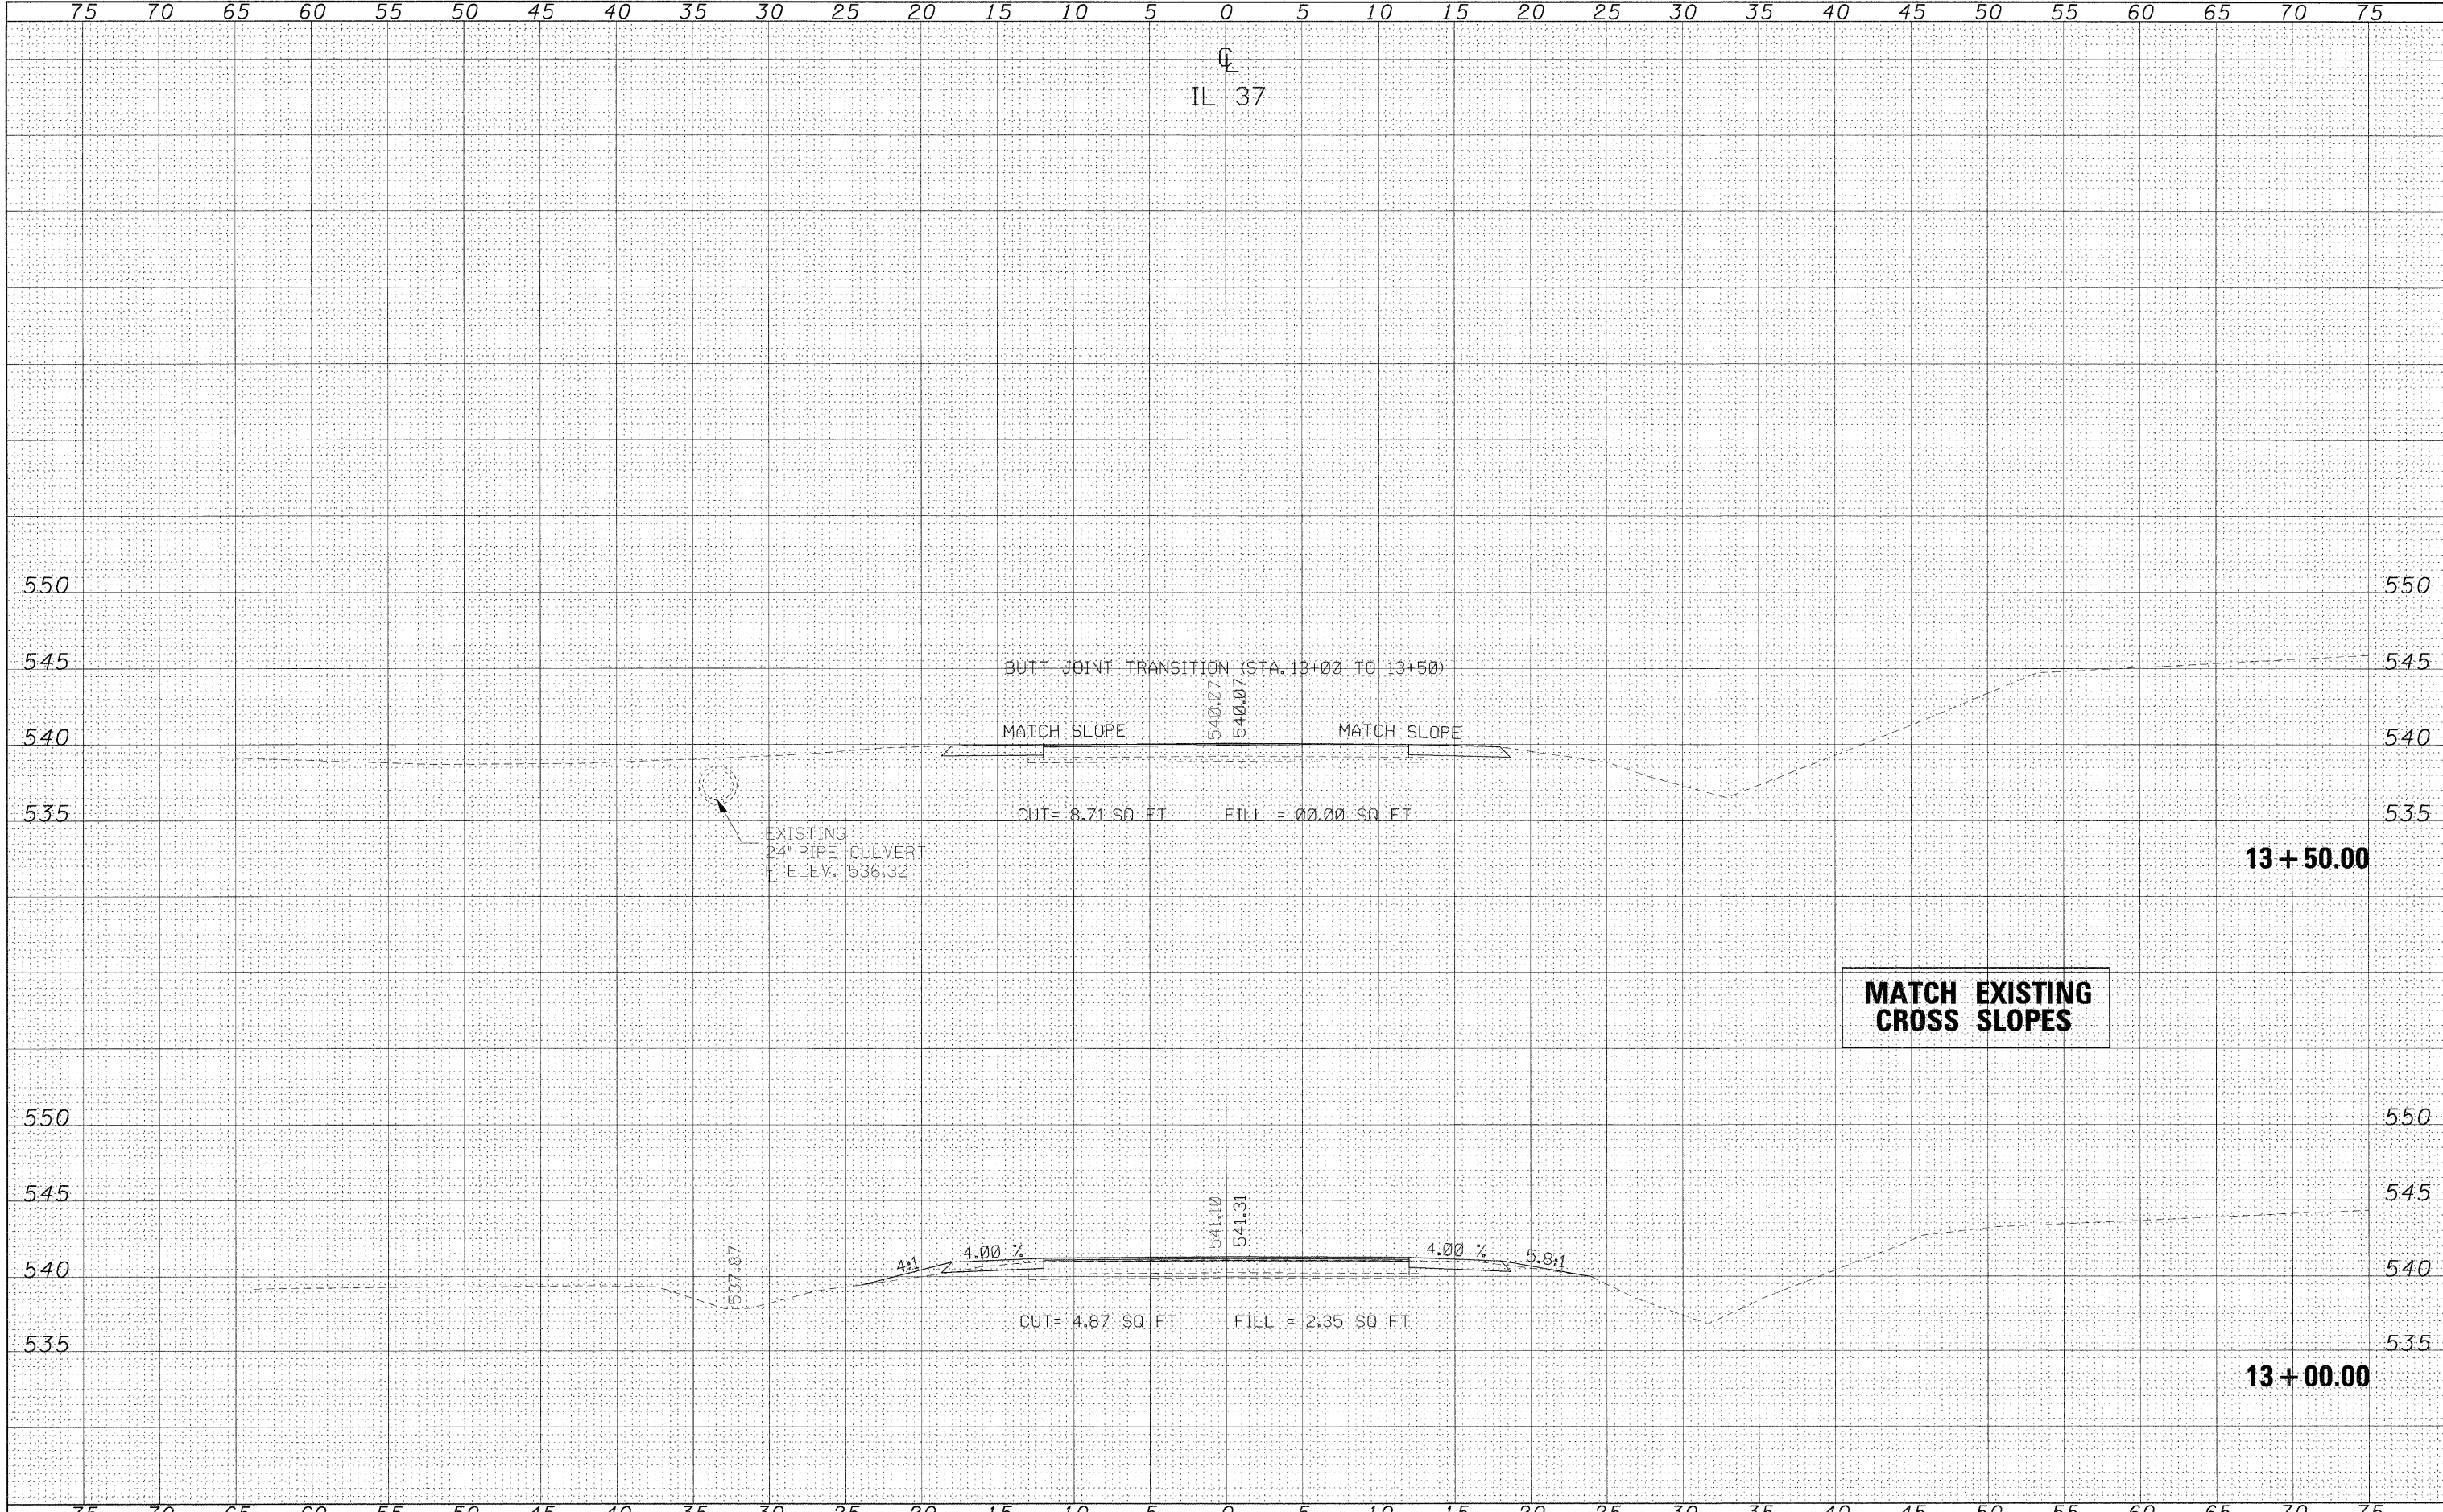 75 70 65 60 55 50 45 40 35 30 25 20 15 10 5 0 5 10 15 20 25 30 35 40 45 50 55 60 65 70 75
℄
IL 37
550 550
545 BUTT JOINT TRANSITION (STA. 13+00 TO 13+50) 545
540.07 540.07
MATCH SLOPE MATCH SLOPE
540 540
535 CUT= 8.71 SQ FT FILL = 00.00 SQ FT 535
EXISTING
24" PIPE CULVERT
ELEV. 536.32
13+50.00
MATCH EXISTING
CROSS SLOPES
550 550
545 545
541.10 541.31
537.87
4:1 4.00 % 4.00 % 5.8:1
540 540
CUT= 4.87 SQ FT FILL = 2.35 SQ FT
535 535
13+00.00
75 70 65 60 55 50 45 40 35 30 25 20 15 10 5 0 5 10 15 20 25 30 35 40 45 50 55 60 65 70 75